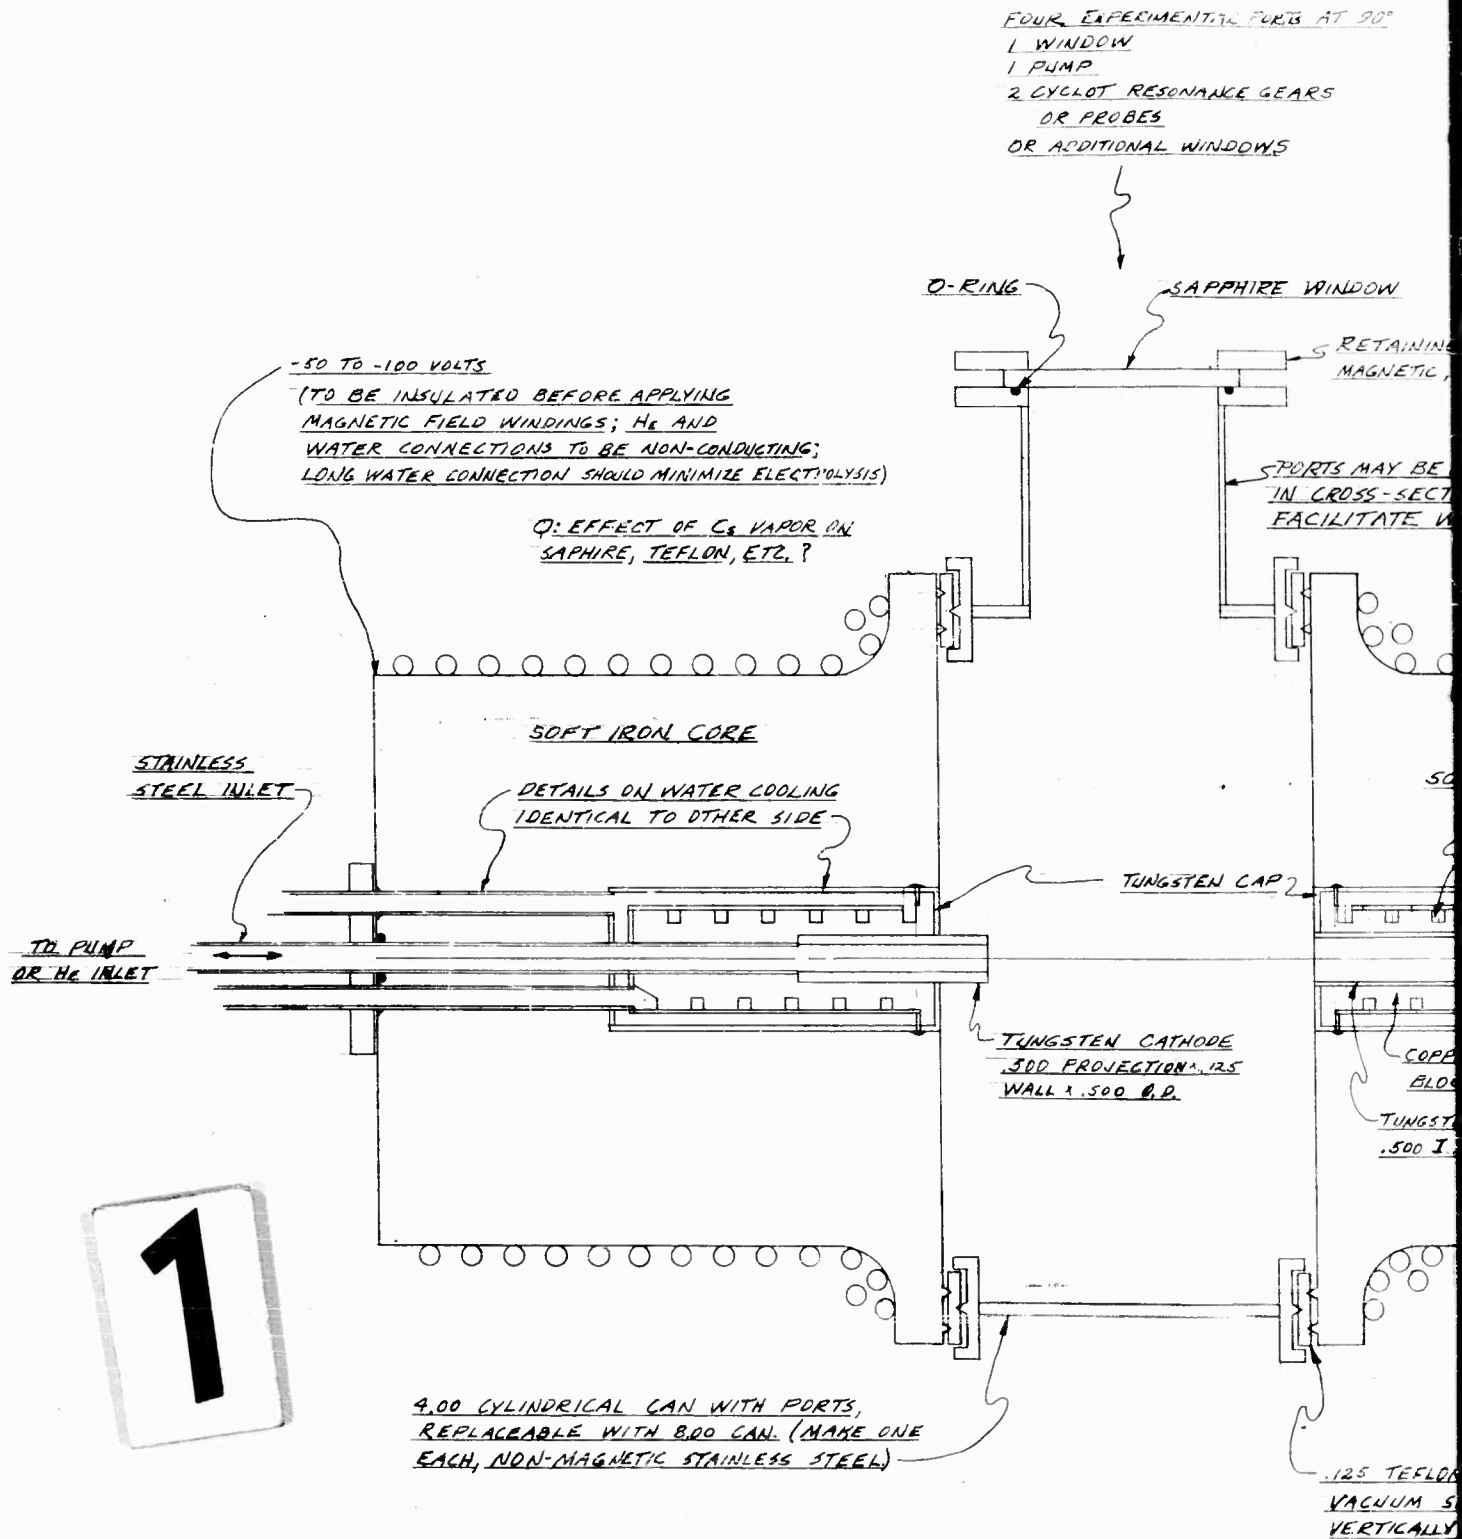 FOUR EXPERIMENTAL PORTS AT 90°
1 WINDOW
1 PUMP
2 CYCLOT RESONANCE GEARS
OR PROBES
OR ADDITIONAL WINDOWS
O-RING
SAPPHIRE WINDOW
RETAINING
MAGNETIC,
-50 TO -100 VOLTS
(TO BE INSULATED BEFORE APPLYING
MAGNETIC FIELD WINDINGS; He AND
WATER CONNECTIONS TO BE NON-CONDUCTING;
LONG WATER CONNECTION SHOULD MINIMIZE ELECTROLYSIS)
PORTS MAY BE
IN CROSS-SECT
FACILITATE W
Q: EFFECT OF Cs VAPOR ON
SAPHIRE, TEFLON, ETC. ?
SOFT IRON CORE
STAINLESS
STEEL INLET
DETAILS ON WATER COOLING
IDENTICAL TO OTHER SIDE
SO
TUNGSTEN CAP
TO PUMP
OR He INLET
TUNGSTEN CATHODE
.500 PROJECTION x .125
WALL x .500 O.D.
COPP
BLO
TUNGST
.500 I.
1
4.00 CYLINDRICAL CAN WITH PORTS,
REPLACEABLE WITH 8.00 CAN. (MAKE ONE
EACH, NON-MAGNETIC STAINLESS STEEL)
.125 TEFLON
VACUUM S
VERTICALLY